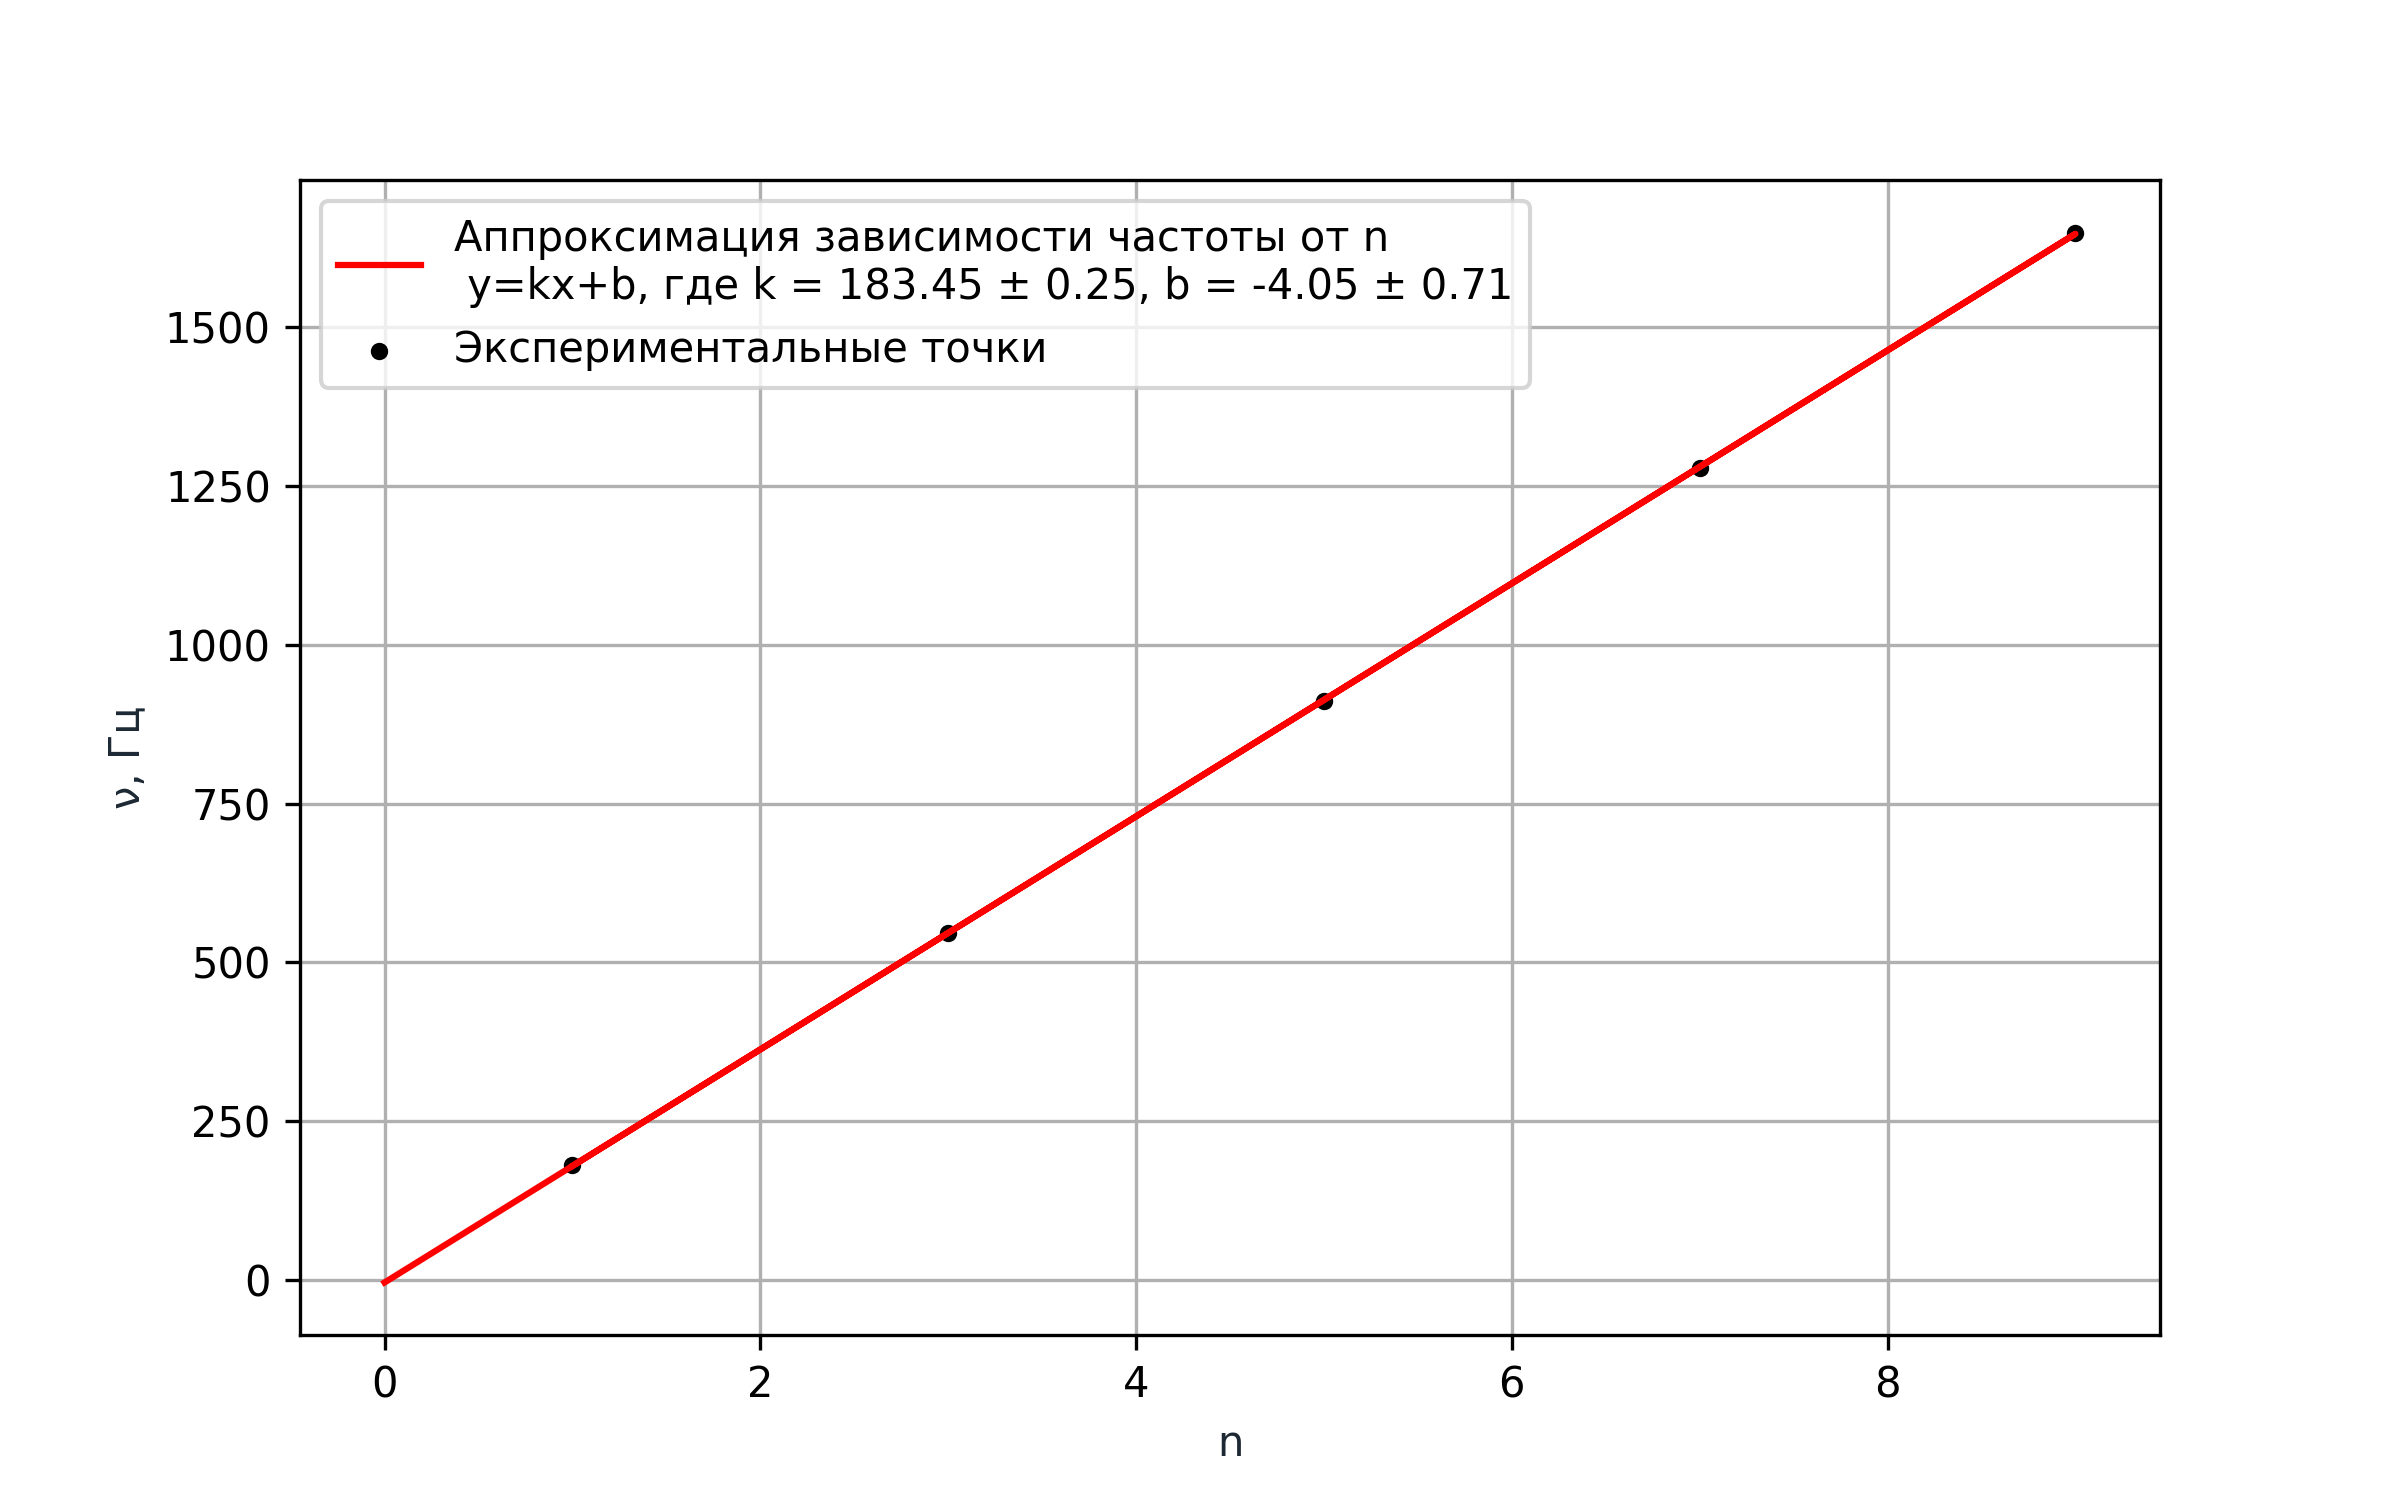 Аппроксимация зависимости частоты от n
y=kx+b, где k = 183.45 ± 0.25, b = -4.05 ± 0.71
Экспериментальные точки
1500
1250
1000
750
500
250
0
ν, Гц
0 2 4 6 8
n